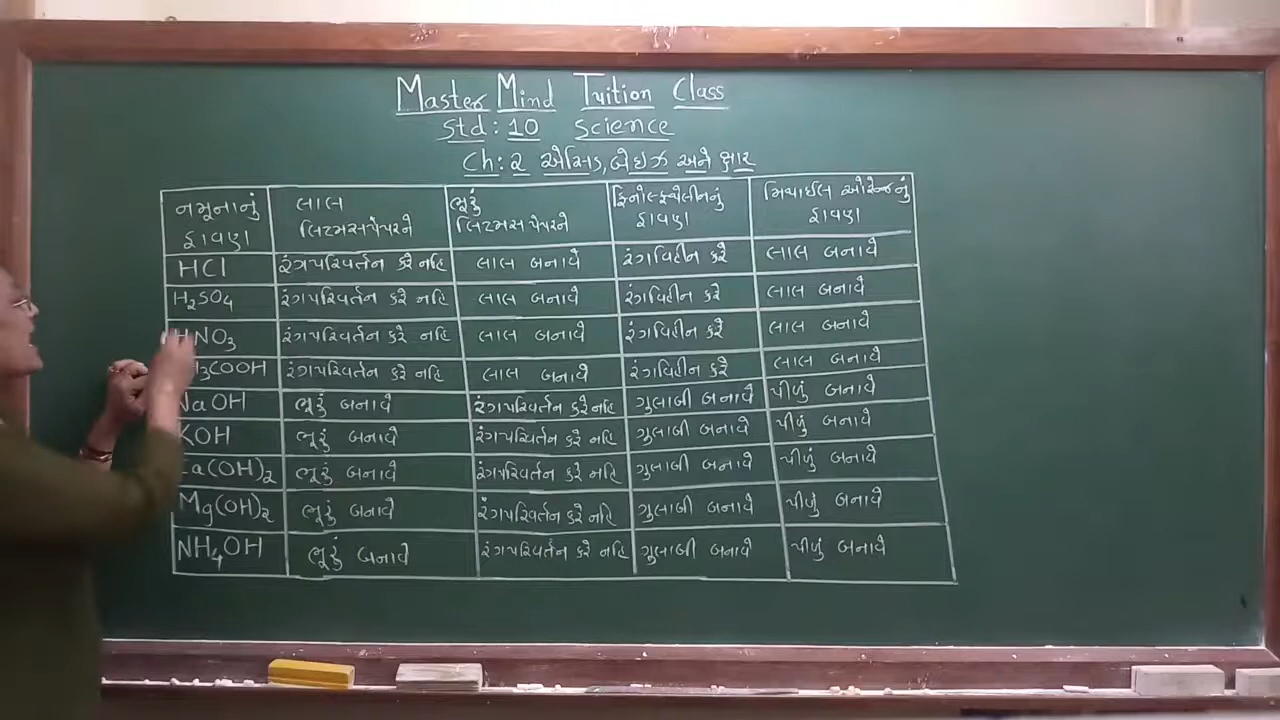 Master Mind Tuition Class
Std: 10 Science
Ch: ૨ એસિડ, બેઇઝ અને ક્ષાર
નમૂનાનું દ્રાવણ લાલ લિટમસપેપરને ભૂરું લિટમસ પેપરને ફિનોલ્ફથેલીનનું દ્રાવણ મિથાઈલ ઓરેન્જનું દ્રાવણ
HCl રંગપરિવર્તન કરે નહિ લાલ બનાવે રંગવિહીન કરે લાલ બનાવે
H₂SO₄ રંગપરિવર્તન કરે નહિ લાલ બનાવે રંગવિહીન કરે લાલ બનાવે
HNO₃ રંગપરિવર્તન કરે નહિ લાલ બનાવે રંગવિહીન કરે લાલ બનાવે
₃COOH રંગપરિવર્તન કરે નહિ લાલ બનાવે રંગવિહીન કરે લાલ બનાવે
NaOH ભૂરું બનાવે રંગપરિવર્તન કરે નહિ ગુલાબી બનાવે પીળું બનાવે
KOH ભૂરું બનાવે રંગપરિવર્તન કરે નહિ ગુલાબી બનાવે પીળું બનાવે
Ca(OH)₂ ભૂરું બનાવે રંગપરિવર્તન કરે નહિ ગુલાબી બનાવે પીળું બનાવે
Mg(OH)₂ ભૂરું બનાવે રંગપરિવર્તન કરે નહિ ગુલાબી બનાવે પીળું બનાવે
NH₄OH ભૂરું બનાવે રંગપરિવર્તન કરે નહિ ગુલાબી બનાવે પીળું બનાવે